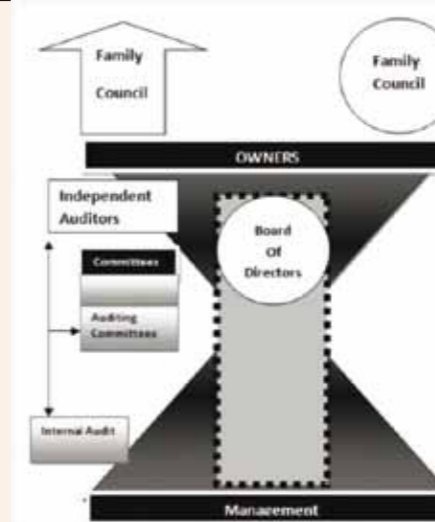 Family
Council
Family
Council
OWNERS
Independent
Auditors
Board
Of
Directors
Committees
Auditing
Committees
Internal Audit
Management